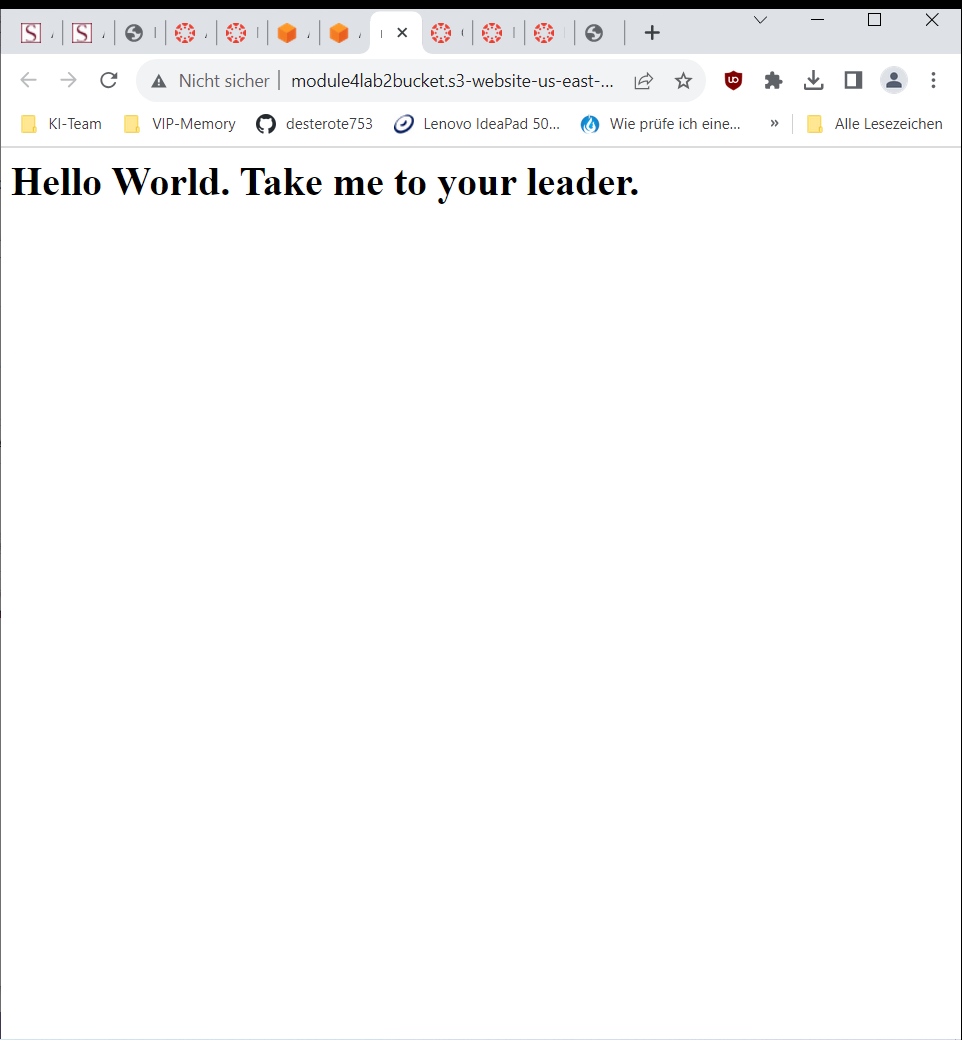 Nicht sicher | module4lab2bucket.s3-website-us-east-...
KI-Team VIP-Memory desterote753 Lenovo IdeaPad 50... Wie prüfe ich eine... » Alle Lesezeichen
Hello World. Take me to your leader.